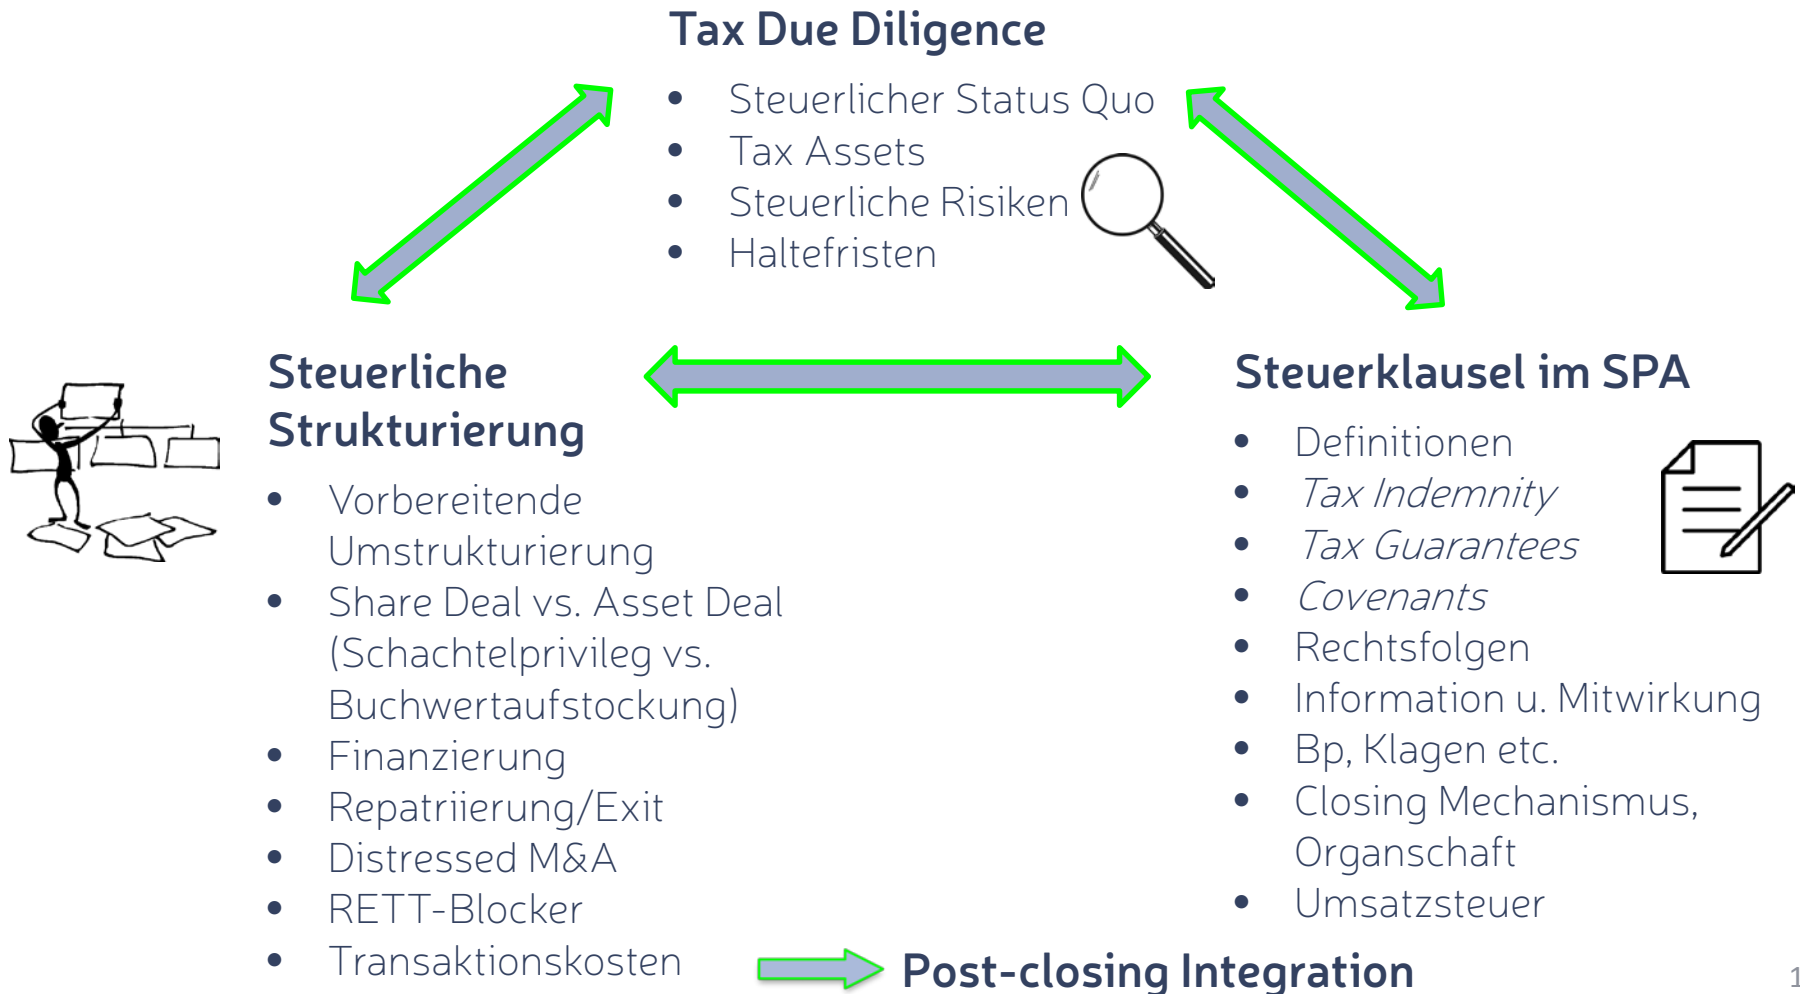 Tax Due Diligence
• Steuerlicher Status Quo
• Tax Assets
• Steuerliche Risiken
• Haltefristen
Steuerliche
Strukturierung
• Vorbereitende
Umstrukturierung
• Share Deal vs. Asset Deal
(Schachtelprivileg vs.
Buchwertaufstockung)
• Finanzierung
• Repatriierung/Exit
• Distressed M&A
• RETT-Blocker
• Transaktionskosten
Steuerklausel im SPA
• Definitionen
• Tax Indemnity
• Tax Guarantees
• Covenants
• Rechtsfolgen
• Information u. Mitwirkung
• Bp, Klagen etc.
• Closing Mechanismus,
Organschaft
• Umsatzsteuer
Post-closing Integration
1